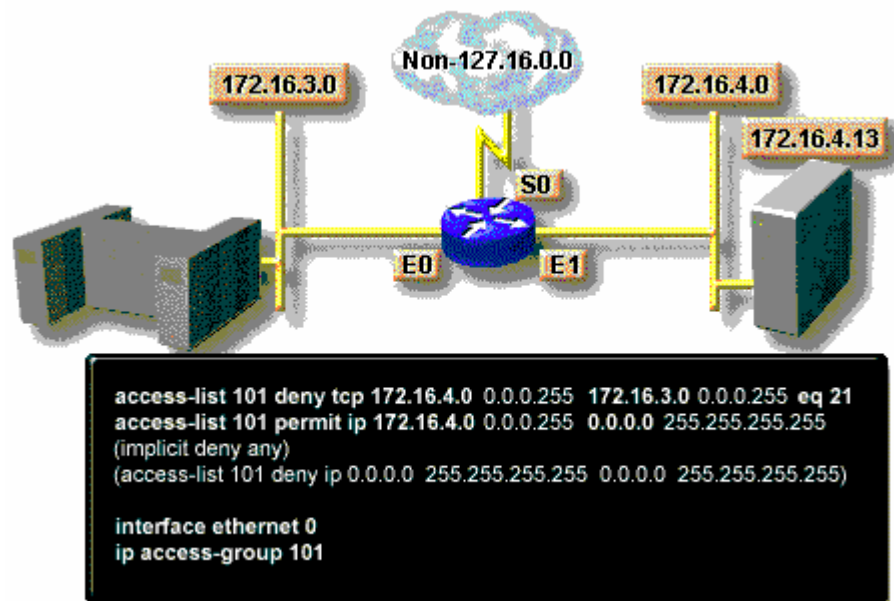 Non-127.16.0.0
172.16.3.0
172.16.4.0
172.16.4.13
S0
E0
E1
access-list 101 deny tcp 172.16.4.0 0.0.0.255 172.16.3.0 0.0.0.255 eq 21
access-list 101 permit ip 172.16.4.0 0.0.0.255 0.0.0.0 255.255.255.255
(implicit deny any)
(access-list 101 deny ip 0.0.0.0 255.255.255.255 0.0.0.0 255.255.255.255)
interface ethernet 0
ip access-group 101